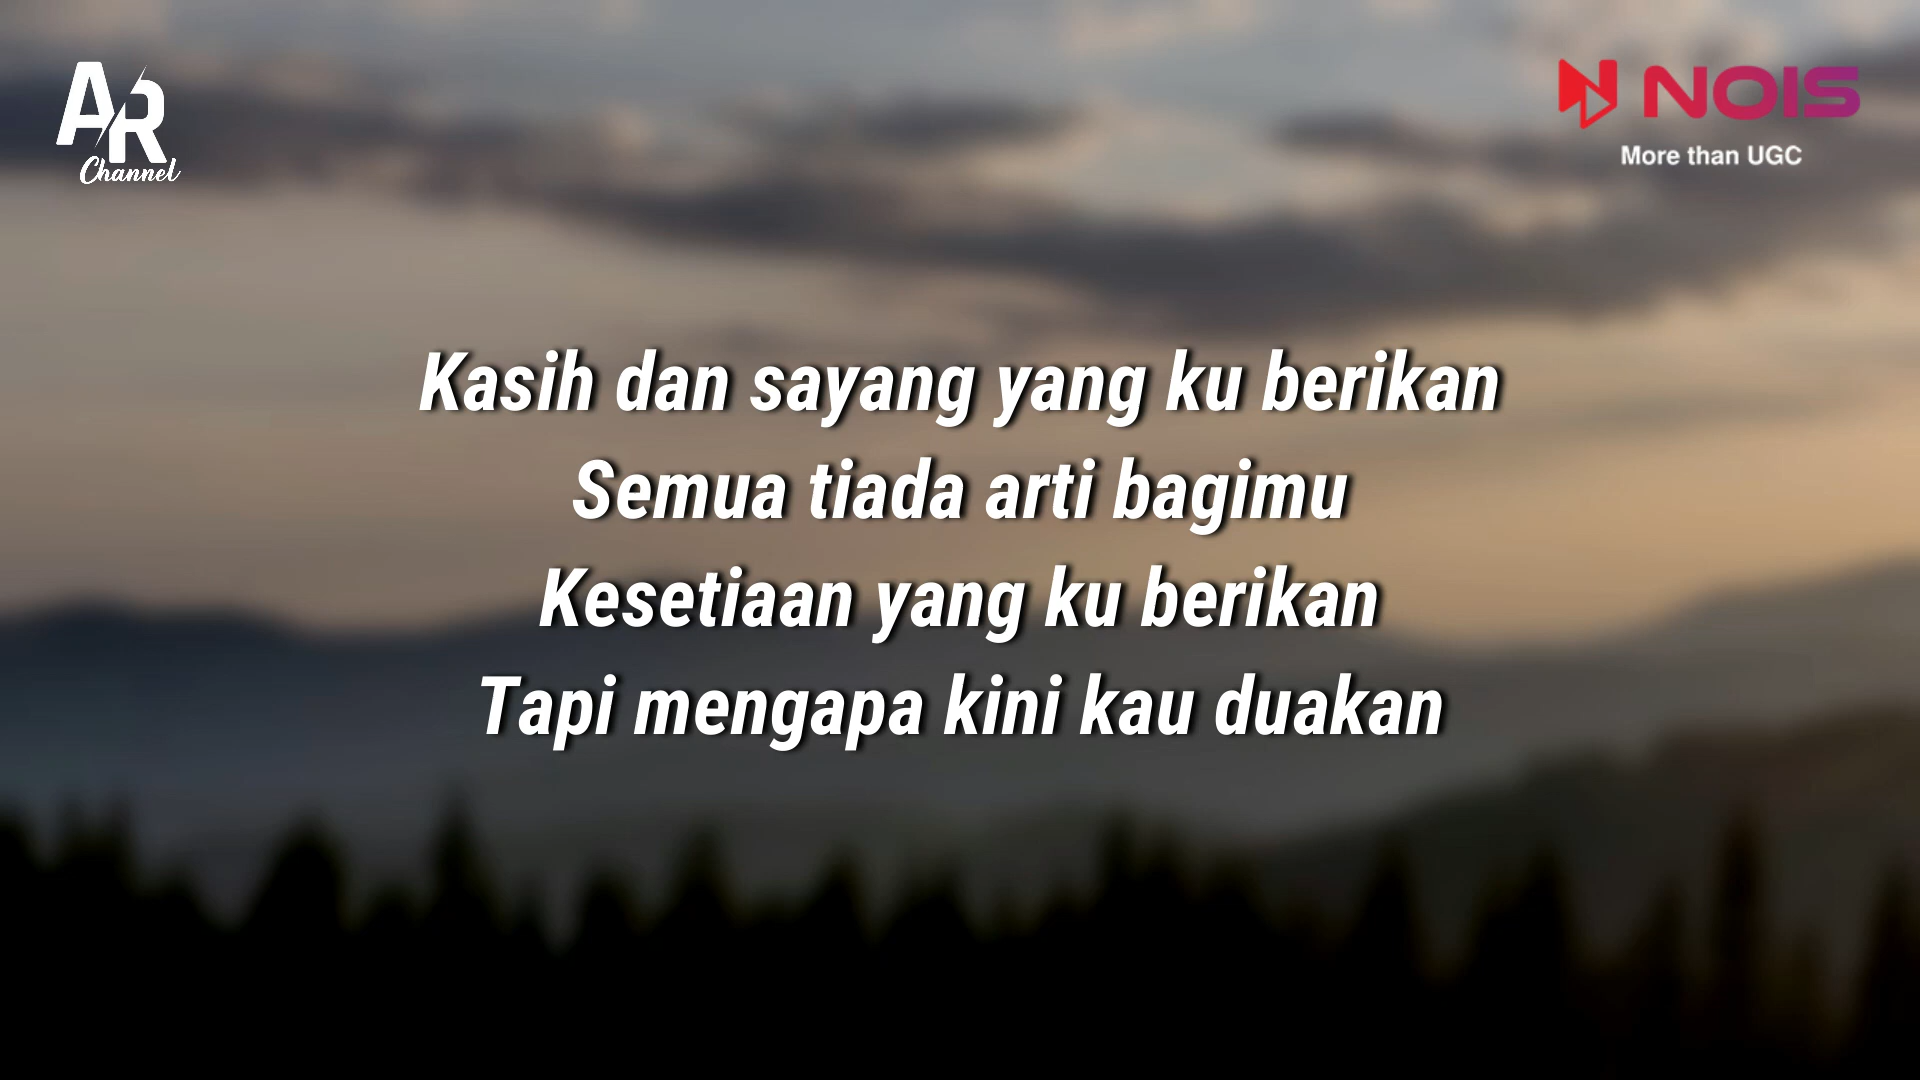 AR
Channel
NOIS
More than UGC
Kasih dan sayang yang ku berikan
Semua tiada arti bagimu
Kesetiaan yang ku berikan
Tapi mengapa kini kau duakan